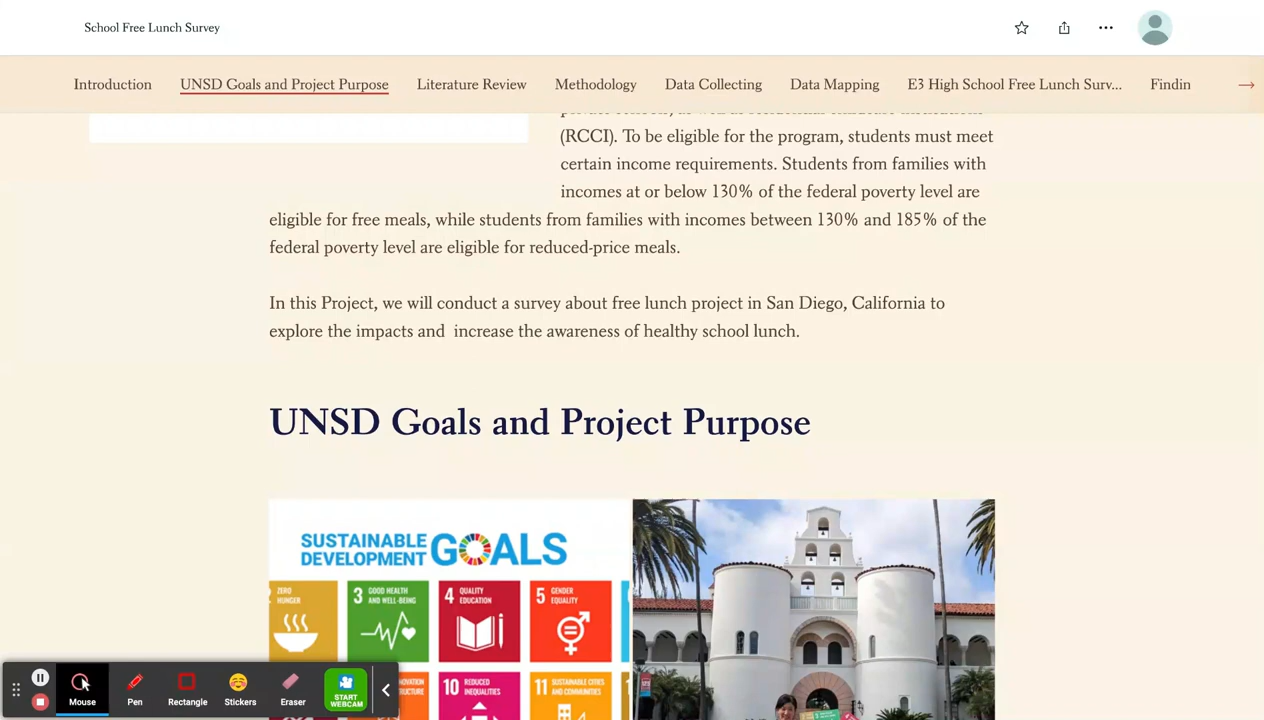 School Free Lunch Survey
Introduction
UNSD Goals and Project Purpose
Literature Review
Methodology
Data Collecting
Data Mapping
E3 High School Free Lunch Surv...
Findin
(RCCI). To be eligible for the program, students must meet
certain income requirements. Students from families with
incomes at or below 130% of the federal poverty level are
eligible for free meals, while students from families with incomes between 130% and 185% of the
federal poverty level are eligible for reduced-price meals.
In this Project, we will conduct a survey about free lunch project in San Diego, California to
explore the impacts and increase the awareness of healthy school lunch.
UNSD Goals and Project Purpose
SUSTAINABLE
DEVELOPMENT GOALS
ZERO
HUNGER
3 GOOD HEALTH
AND WELL-BEING
4 QUALITY
EDUCATION
5 GENDER
EQUALITY
10 REDUCED
INEQUALITIES
11 SUSTAINABLE CITIES
AND COMMUNITIES
Mouse
Pen
Rectangle
Stickers
Eraser
START
WEBCAM